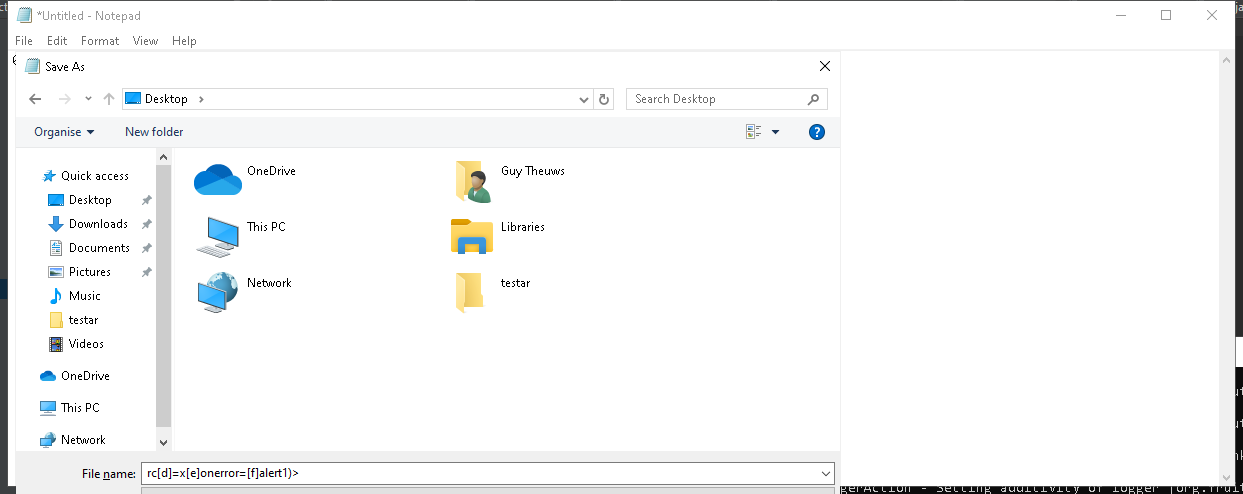 *Untitled - Notepad
File Edit Format View Help
Save As
Desktop
Search Desktop
Organise New folder
Quick access
Desktop
Downloads
Documents
Pictures
Music
testar
Videos
OneDrive
This PC
Network
OneDrive
Guy Theuws
This PC
Libraries
Network
testar
File name: rc[d]=x[e]onerror=[f]alert1)>
gerAction - Setting additivity of logger [org.fruit